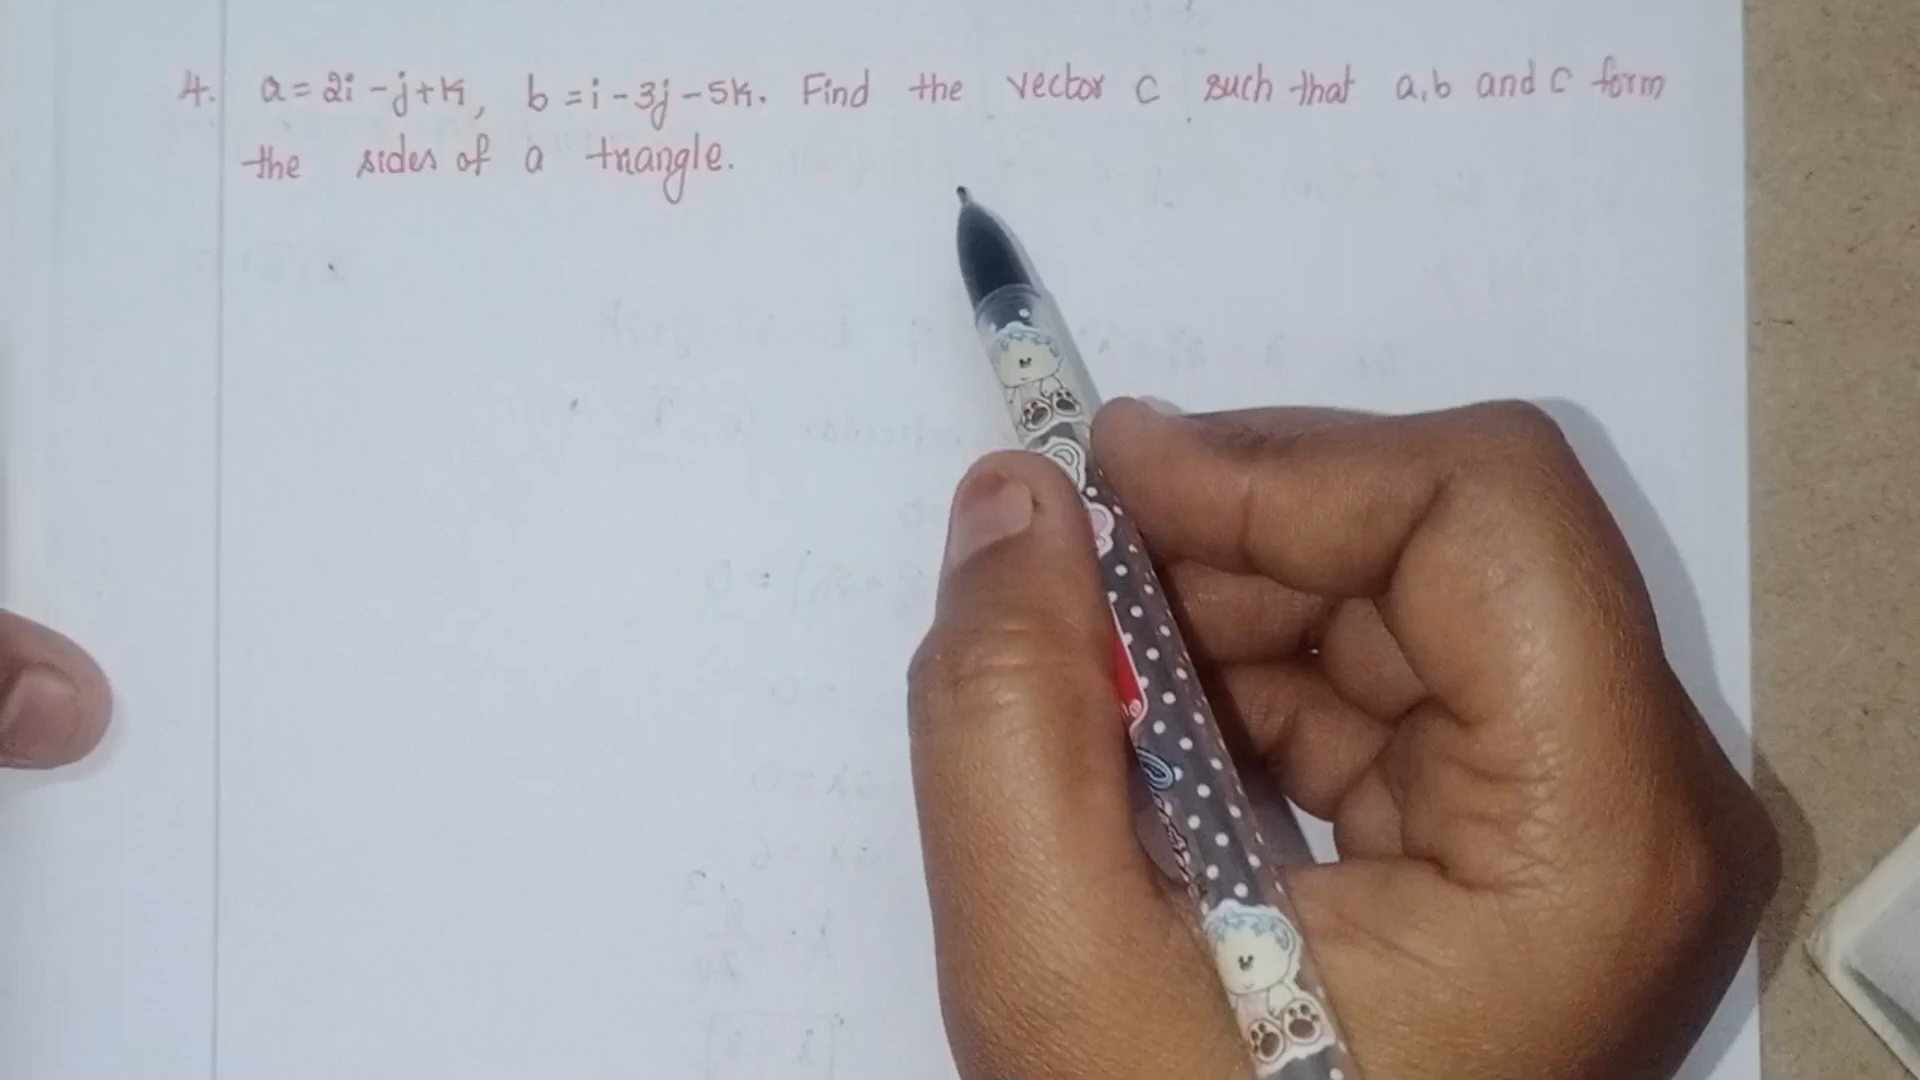 4. a = 2i - j + k, b = i - 3j - 5k. Find the vector c such that a, b and c form
the sides of a triangle.